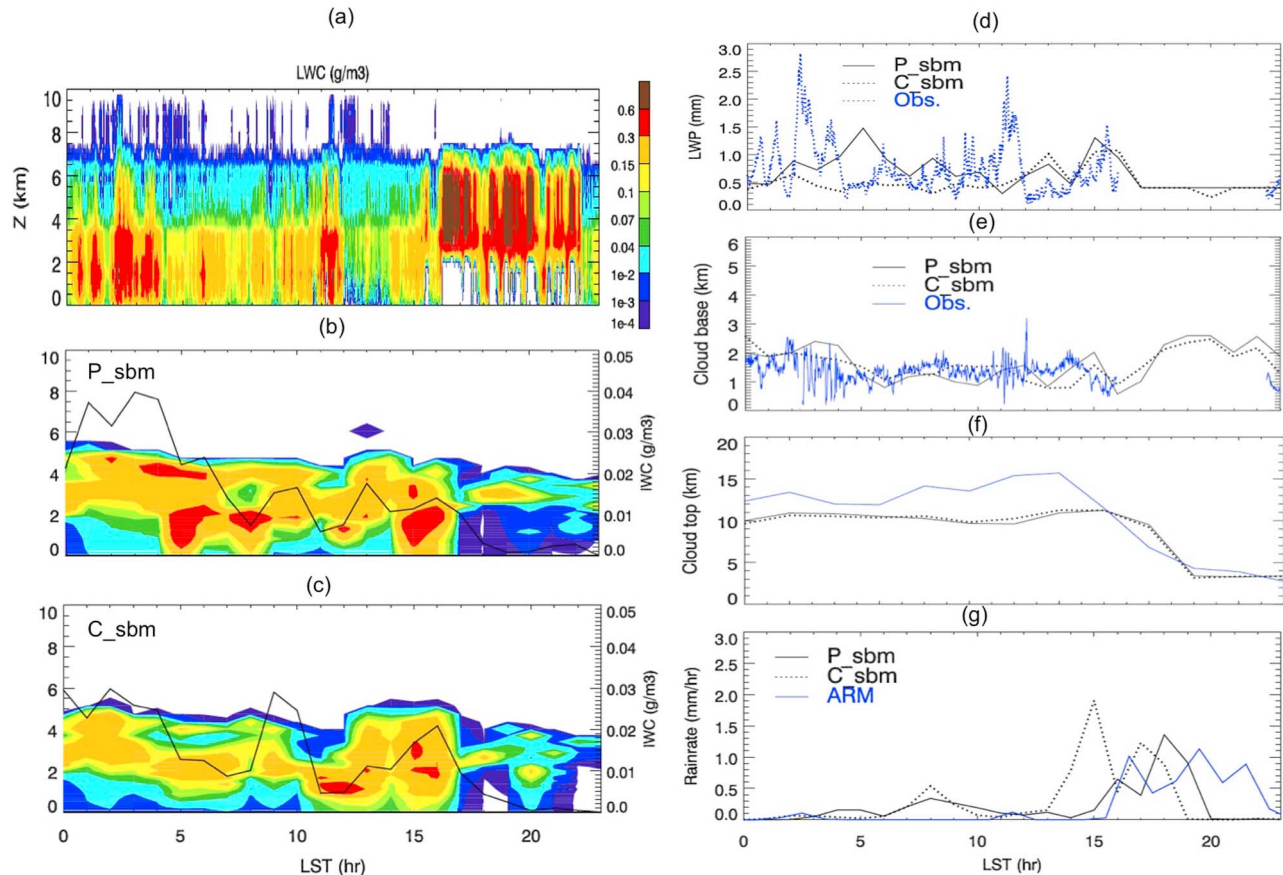 (a)
LWC (g/m3)
10
8
6
4
2
0
Z (km)
0.6
0.3
0.15
0.1
0.07
0.04
1e-2
1e-3
1e-4
(b)
P_sbm
10
8
6
4
2
0
0.05
0.04
0.03
0.02
0.01
0.0
IWC (g/m3)
(c)
C_sbm
10
8
6
4
2
0
0.05
0.04
0.03
0.02
0.01
0.0
IWC (g/m3)
0 5 10 15 20
LST (hr)
(d)
3.0
2.5
2.0
1.5
1.0
0.5
0.0
LWP (mm)
P_sbm
C_sbm
Obs.
(e)
6
5
4
3
2
1
0
Cloud base (km)
P_sbm
C_sbm
Obs.
(f)
20
15
10
5
0
Cloud top (km)
(g)
3.0
2.5
2.0
1.5
1.0
0.5
0.0
Rainrate (mm/hr)
P_sbm
C_sbm
ARM
0 5 10 15 20
LST (hr)